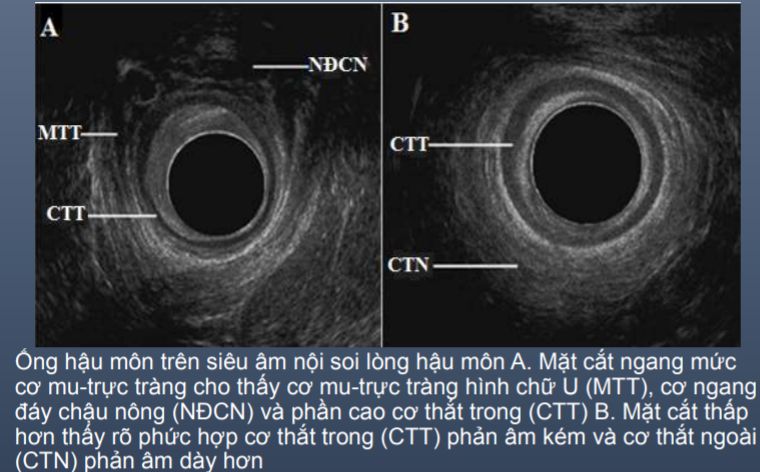 A
B
NĐCN
MTT
CTT
CTT
CTN
Ống hậu môn trên siêu âm nội soi lòng hậu môn A. Mặt cắt ngang mức
cơ mu-trực tràng cho thấy cơ mu-trực tràng hình chữ U (MTT), cơ ngang
đáy chậu nông (NĐCN) và phần cao cơ thắt trong (CTT) B. Mặt cắt thấp
hơn thấy rõ phức hợp cơ thắt trong (CTT) phản âm kém và cơ thắt ngoài
(CTN) phản âm dày hơn